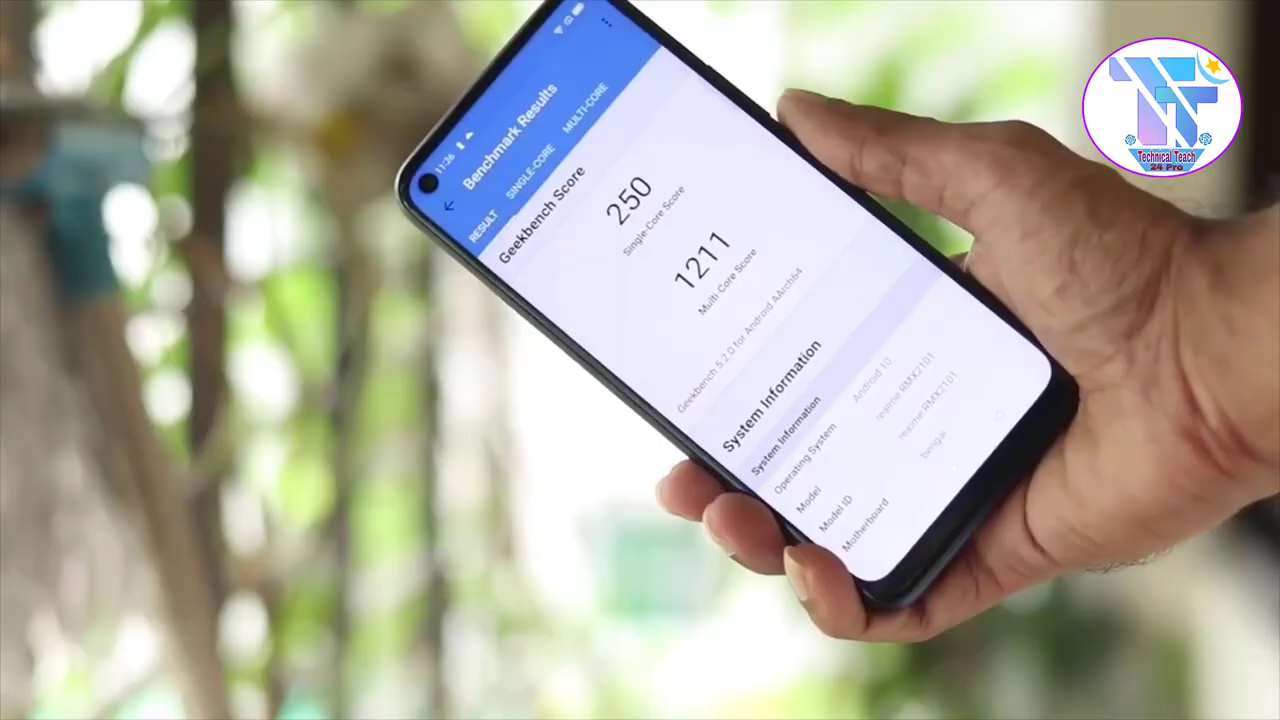 11:26
Benchmark Results
RESULT SINGLE-CORE MULTI-CORE
Geekbench Score
250
Single-Core Score
1211
Multi-Core Score
Geekbench 5.2.0 for Android AArch64
System Information
System Information
Operating System Android 10
Model realme RMX2101
Model ID realme RMX2101
Motherboard bengal
Technical Teach
24 Pro